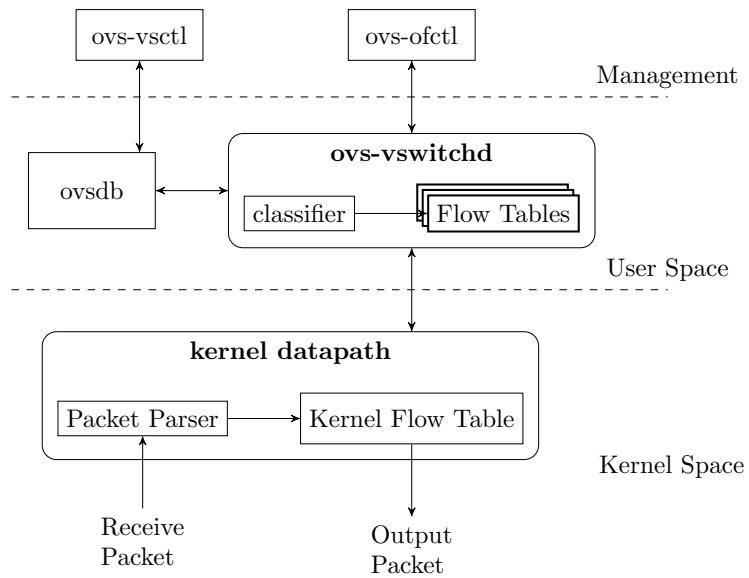 ovs-vsctl
ovs-ofctl
Management
ovs-vswitchd
ovsdb
classifier
Flow Tables
User Space
kernel datapath
Packet Parser
Kernel Flow Table
Kernel Space
Receive
Packet
Output
Packet